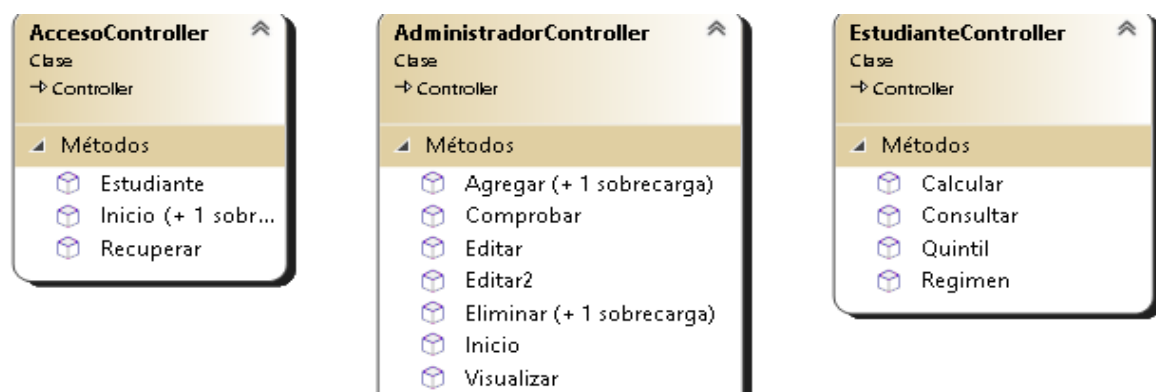 AccesoController
Clase
Controller
Métodos
Estudiante
Inicio (+ 1 sobr...
Recuperar
AdministradorController
Clase
Controller
Métodos
Agregar (+ 1 sobrecarga)
Comprobar
Editar
Editar2
Eliminar (+ 1 sobrecarga)
Inicio
Visualizar
EstudianteController
Clase
Controller
Métodos
Calcular
Consultar
Quintil
Regimen